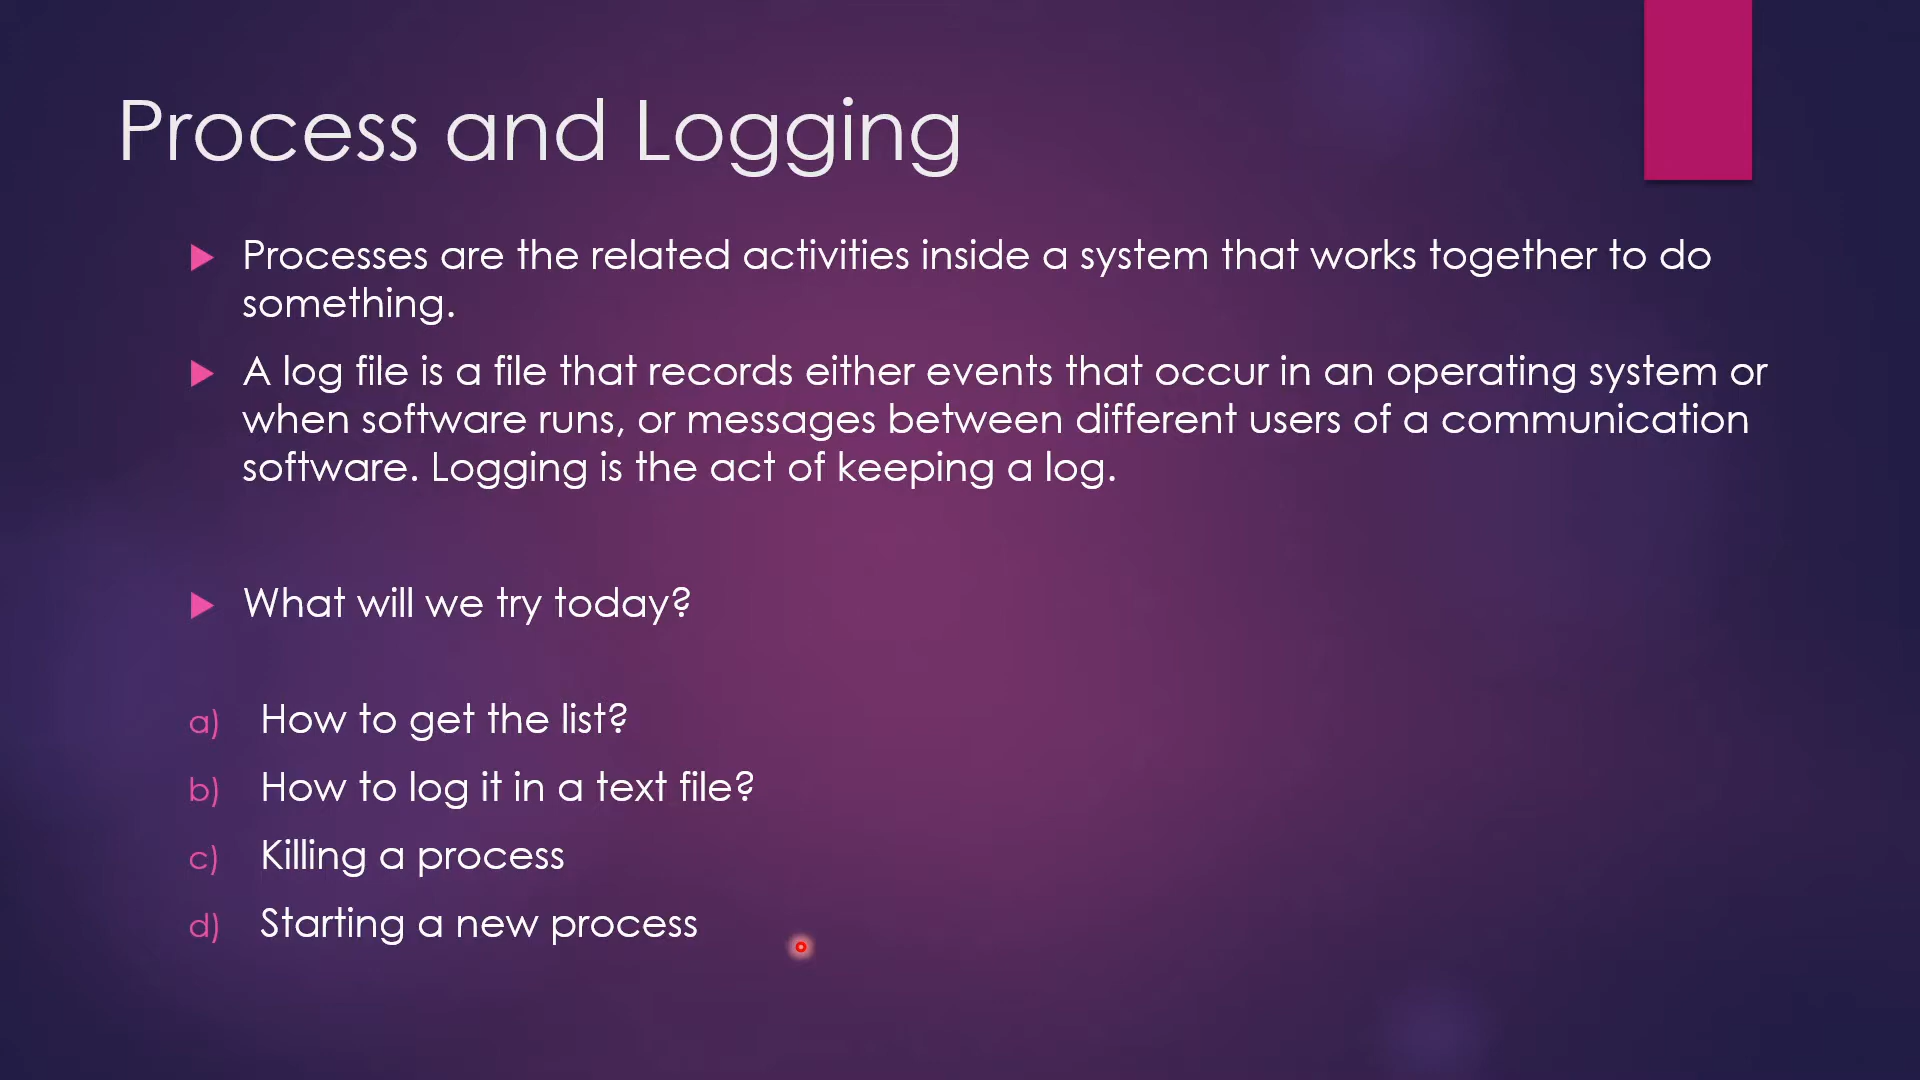 Process and Logging
Processes are the related activities inside a system that works together to do
something.
A log file is a file that records either events that occur in an operating system or
when software runs, or messages between different users of a communication
software. Logging is the act of keeping a log.
What will we try today?
a) How to get the list?
b) How to log it in a text file?
c) Killing a process
d) Starting a new process